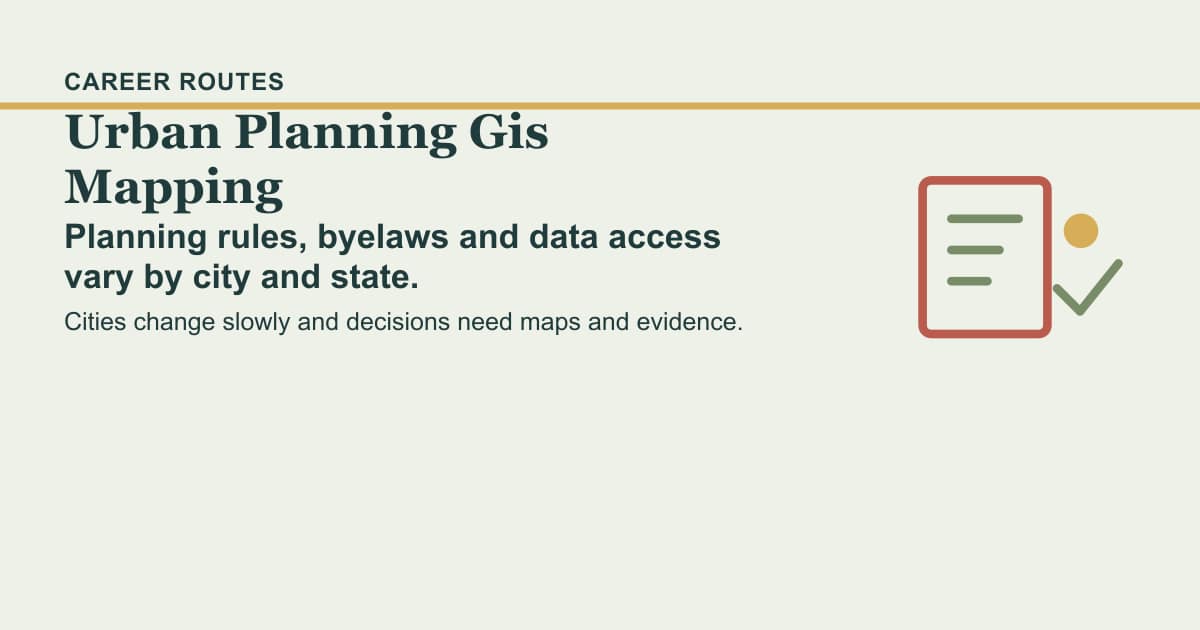 CAREER ROUTES
Urban Planning Gis
Mapping
Planning rules, byelaws and data access
vary by city and state.
Cities change slowly and decisions need maps and evidence.